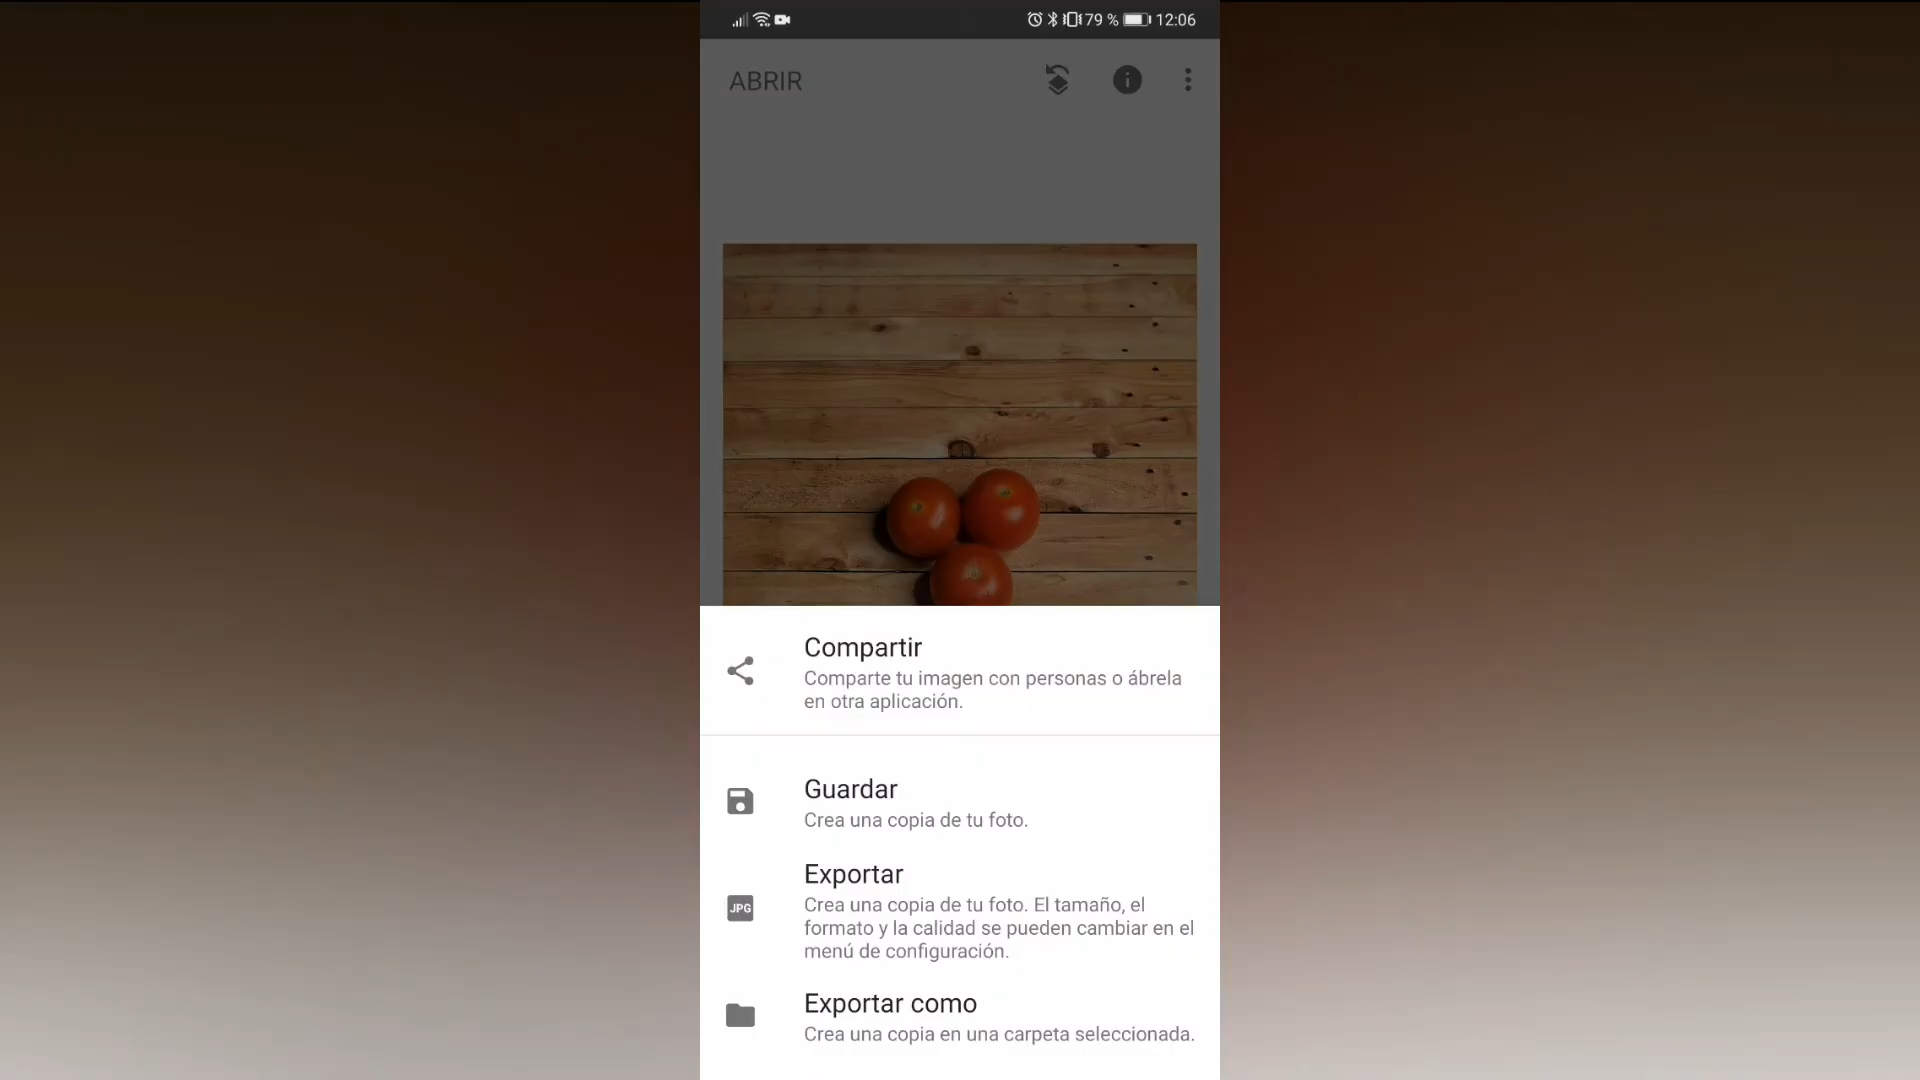 79 % 12:06
ABRIR
Compartir
Comparte tu imagen con personas o ábrela
en otra aplicación.
Guardar
Crea una copia de tu foto.
JPG
Exportar
Crea una copia de tu foto. El tamaño, el
formato y la calidad se pueden cambiar en el
menú de configuración.
Exportar como
Crea una copia en una carpeta seleccionada.